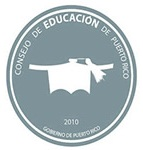 CONSEJO DE EDUCACIÓN DE PUERTO RICO
2010
GOBIERNO DE PUERTO RICO